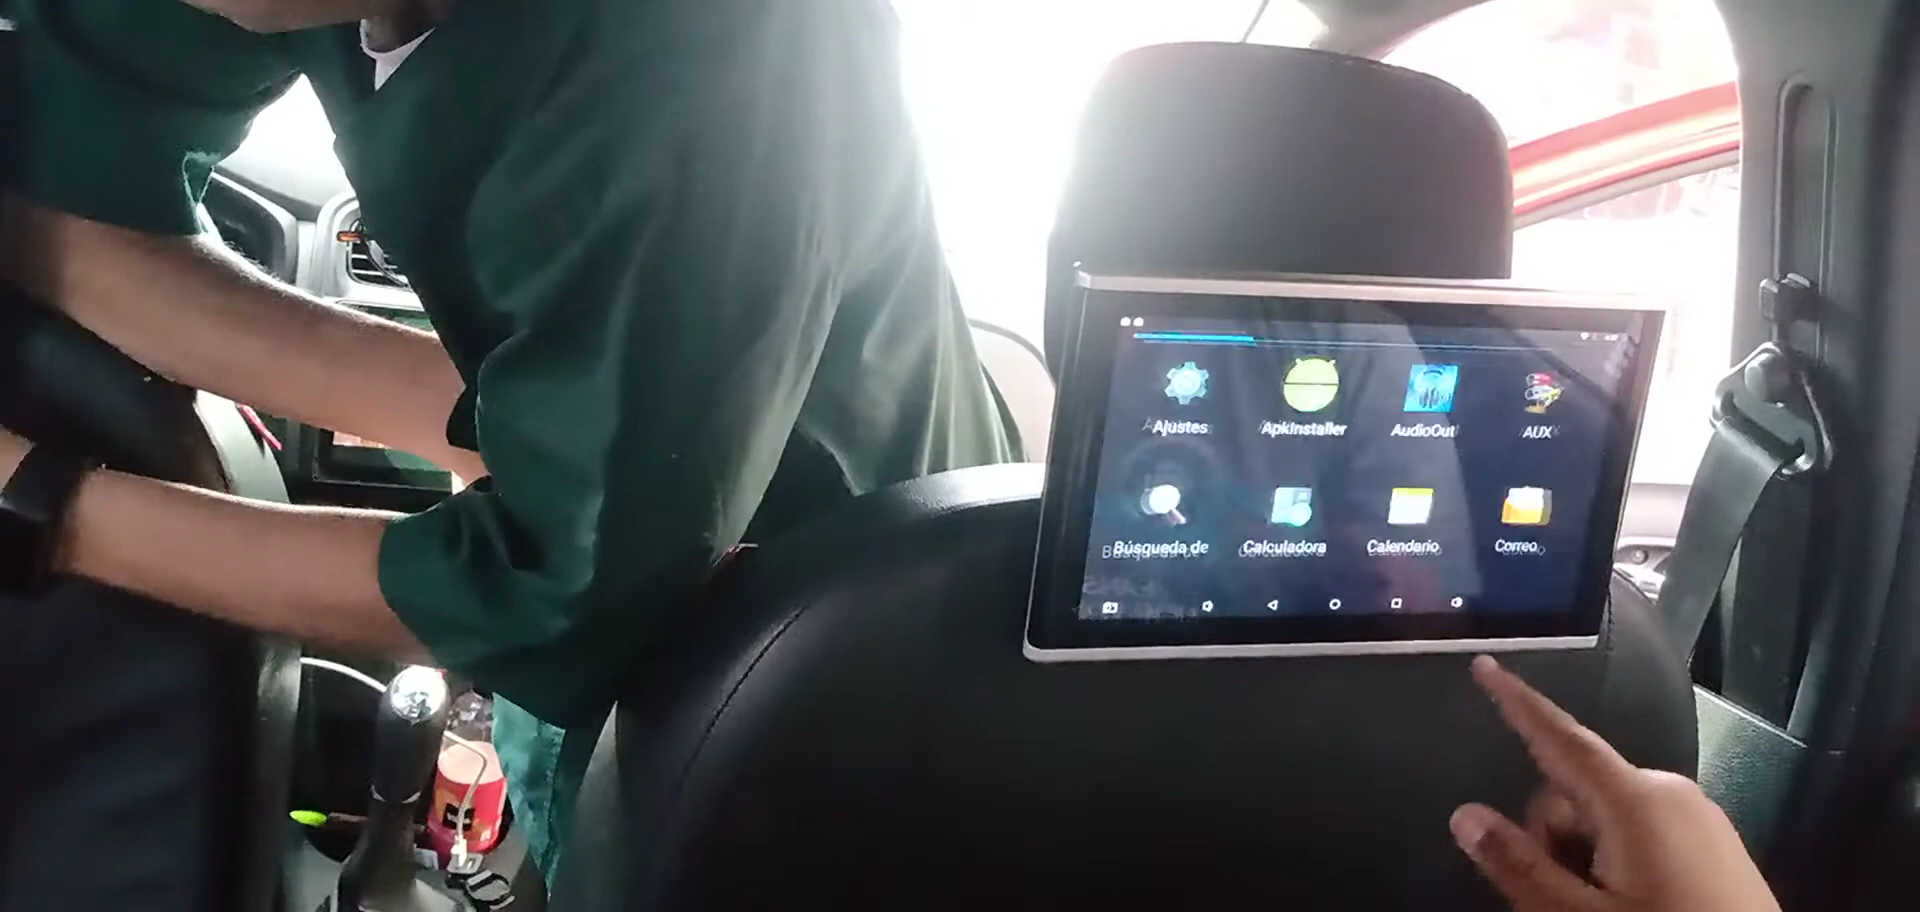 Ajustes
ApkInstaller
AudioOut
AUX
Búsqueda de
Calculadora
Calendario
Correo